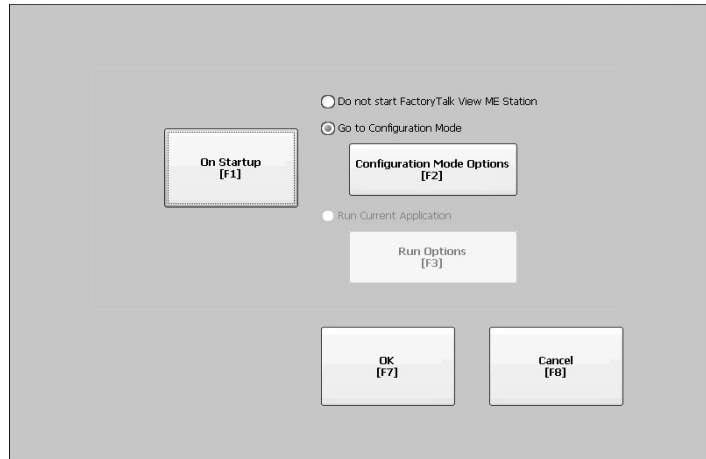 Do not start FactoryTalk View ME Station
Go to Configuration Mode
On Startup
[F1]
Configuration Mode Options
[F2]
Run Current Application
Run Options
[F3]
OK
[F7]
Cancel
[F8]